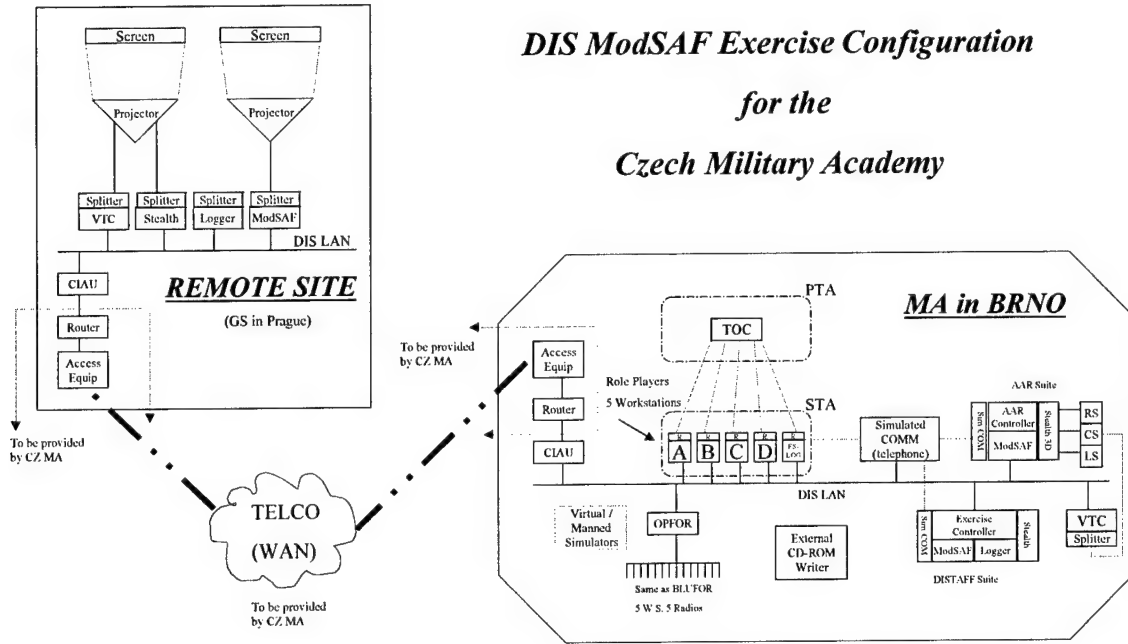 DIS ModSAF Exercise Configuration
for the
Czech Military Academy
Screen
Screen
Projector
Projector
Splitter
VTC
Splitter
Stealth
Splitter
Logger
Splitter
ModSAF
DIS LAN
CIAU
REMOTE SITE
(GS in Prague)
Router
Access
Equip
To be provided
by CZ MA
TELCO
(WAN)
To be provided
by CZ MA
To be provided
by CZ MA
MA in BRNO
PTA
TOC
Access
Equip
Router
CIAU
Role Players
5 Workstations
STA
R
A
R
B
R
C
R
D
R
FS-
LOG
Simulated
COMM
(telephone)
AAR Suite
Sim COM
AAR
Controller
ModSAF
Stealth 3D
RS
CS
LS
DIS LAN
Virtual /
Manned
Simulators
OPFOR
Same as BLUFOR
5 W S. 5 Radios
External
CD-ROM
Writer
Sim COM
Exercise
Controller
ModSAF
Logger
Stealth
DISTAFF Suite
VTC
Splitter